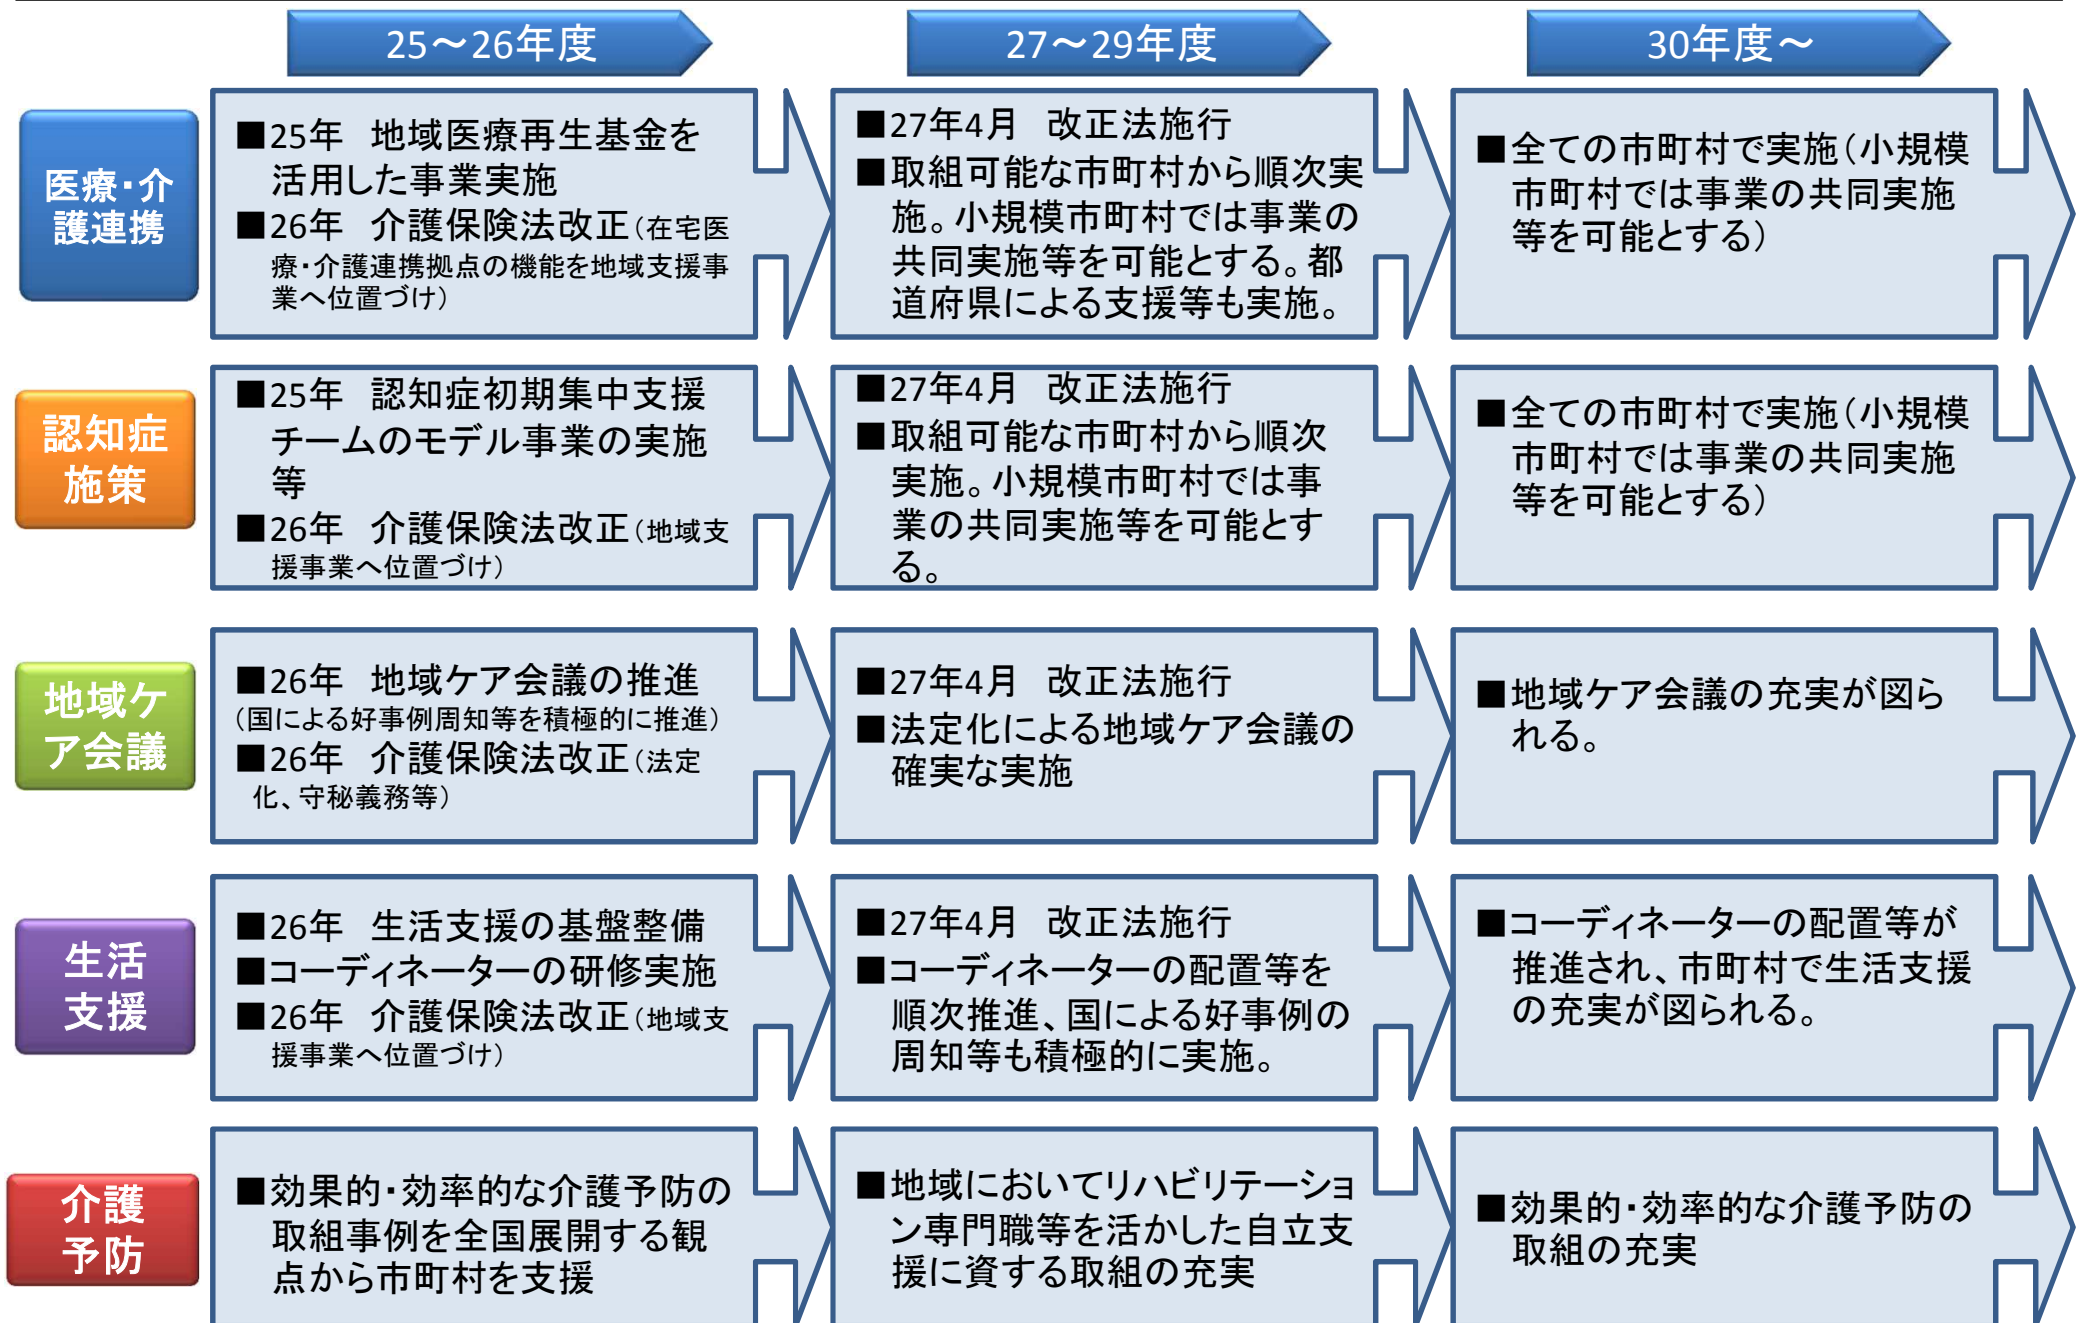 25～26年度
27～29年度
30年度～
医療・介
護連携
■25年　地域医療再生基金を
活用した事業実施
■26年　介護保険法改正（在宅医
療・介護連携拠点の機能を地域支援事
業へ位置づけ）
■27年4月　改正法施行
■取組可能な市町村から順次実
施。小規模市町村では事業の
共同実施等を可能とする。都
道府県による支援等も実施。
■全ての市町村で実施（小規模
市町村では事業の共同実施
等を可能とする）
認知症
施策
■25年　認知症初期集中支援
チームのモデル事業の実施
等
■26年　介護保険法改正（地域支
援事業へ位置づけ）
■27年4月　改正法施行
■取組可能な市町村から順次
実施。小規模市町村では事
業の共同実施等を可能とす
る。
■全ての市町村で実施（小規模
市町村では事業の共同実施
等を可能とする）
地域ケ
ア会議
■26年　地域ケア会議の推進
（国による好事例周知等を積極的に推進）
■26年　介護保険法改正（法定
化、守秘義務等）
■27年4月　改正法施行
■法定化による地域ケア会議の
確実な実施
■地域ケア会議の充実が図ら
れる。
生活
支援
■26年　生活支援の基盤整備
■コーディネーターの研修実施
■26年　介護保険法改正（地域支
援事業へ位置づけ）
■27年4月　改正法施行
■コーディネーターの配置等を
順次推進、国による好事例の
周知等も積極的に実施。
■コーディネーターの配置等が
推進され、市町村で生活支援
の充実が図られる。
介護
予防
■効果的・効率的な介護予防の
取組事例を全国展開する観
点から市町村を支援
■地域においてリハビリテーショ
ン専門職等を活かした自立支
援に資する取組の充実
■効果的・効率的な介護予防の
取組の充実